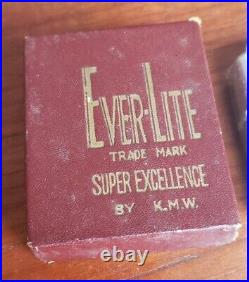 EVER-LITE
TRADE MARK
SUPER EXCELLENCE
BY K.M.W.